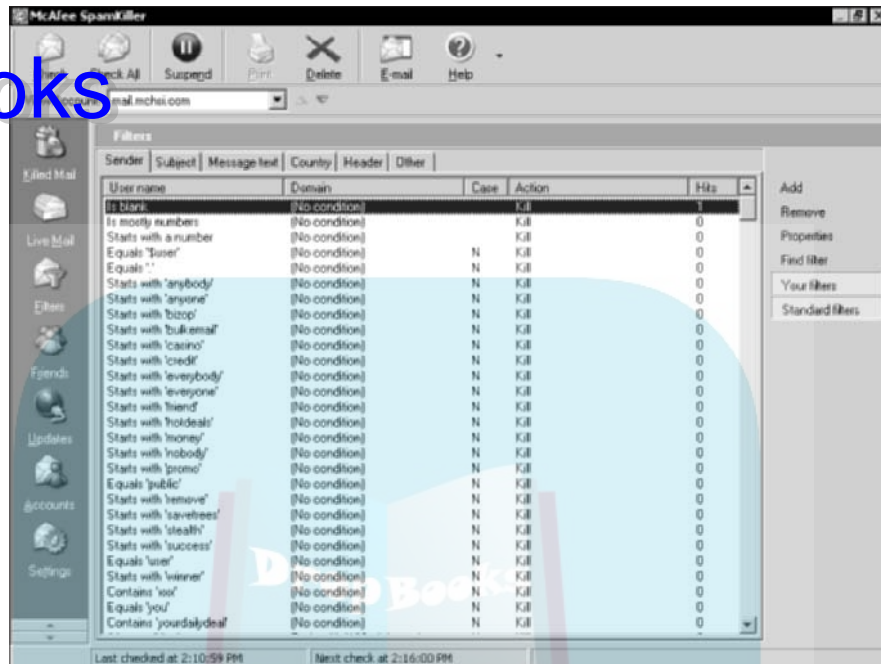 McAfee SpamKiller
Check Check All Suspend Print Delete E-mail Help
oks
mail.mchsi.com
Filters
Sender Subject Message text Country Header Other
Killed Mail
Live Mail
Filters
Friends
Updates
Accounts
Settings
User name Domain Case Action Hits
Is blank (No condition) Kill 1
Is mostly numbers (No condition) Kill 0
Starts with a number (No condition) Kill 0
Equals '$user' (No condition) N Kill 0
Equals '.' (No condition) N Kill 0
Starts with 'anybody' (No condition) N Kill 0
Starts with 'anyone' (No condition) N Kill 0
Starts with 'bizop' (No condition) N Kill 0
Starts with 'bulkemail' (No condition) N Kill 0
Starts with 'casino' (No condition) N Kill 0
Starts with 'credit' (No condition) N Kill 0
Starts with 'everybody' (No condition) N Kill 0
Starts with 'everyone' (No condition) N Kill 0
Starts with 'friend' (No condition) N Kill 0
Starts with 'hotdeals' (No condition) N Kill 0
Starts with 'money' (No condition) N Kill 0
Starts with 'nobody' (No condition) N Kill 0
Starts with 'promo' (No condition) N Kill 0
Equals 'public' (No condition) N Kill 0
Starts with 'remove' (No condition) N Kill 0
Starts with 'savetrees' (No condition) N Kill 0
Starts with 'stealth' (No condition) N Kill 0
Starts with 'success' (No condition) N Kill 0
Equals 'user' (No condition) N Kill 0
Starts with 'winner' (No condition) N Kill 0
Contains 'xxx' (No condition) N Kill 0
Equals 'you' (No condition) N Kill 0
Contains 'yourdailydeal' (No condition) N Kill 0
Add
Remove
Properties
Find filter
Your filters
Standard filters
Books
Last checked at 2:10:59 PM Next check at 2:16:00 PM